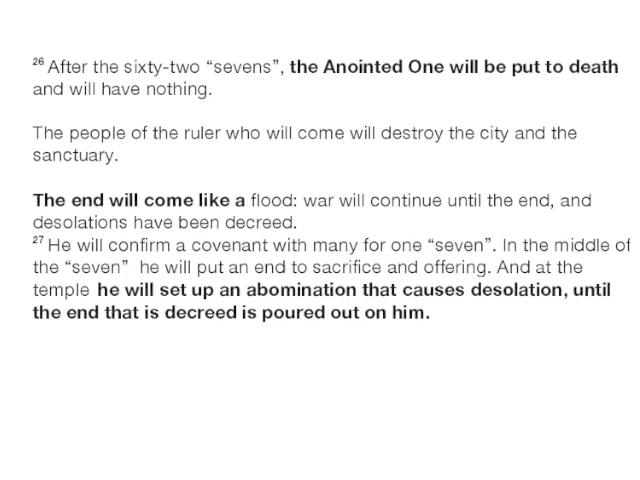 26 After the sixty-two “sevens”, the Anointed One will be put to death
and will have nothing.
The people of the ruler who will come will destroy the city and the
sanctuary.
The end will come like a flood: war will continue until the end, and
desolations have been decreed.
27 He will confirm a covenant with many for one “seven”. In the middle of
the “seven” he will put an end to sacrifice and offering. And at the
temple he will set up an abomination that causes desolation, until
the end that is decreed is poured out on him.